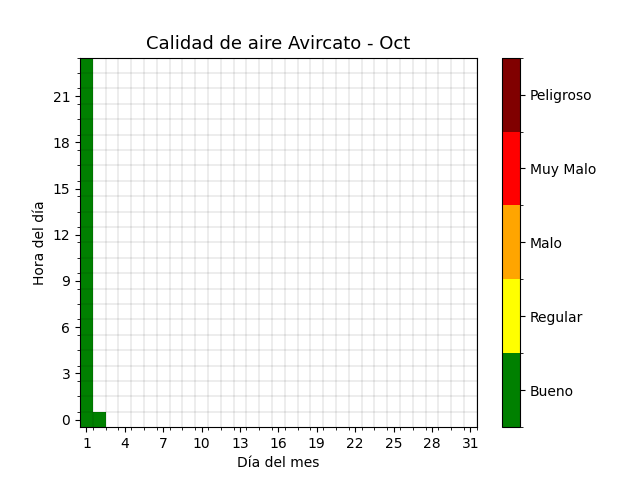 Calidad de aire Avircato - Oct
Hora del día
21
18
15
12
9
6
3
0
1 4 7 10 13 16 19 22 25 28 31
Día del mes
Peligroso
Muy Malo
Malo
Regular
Bueno